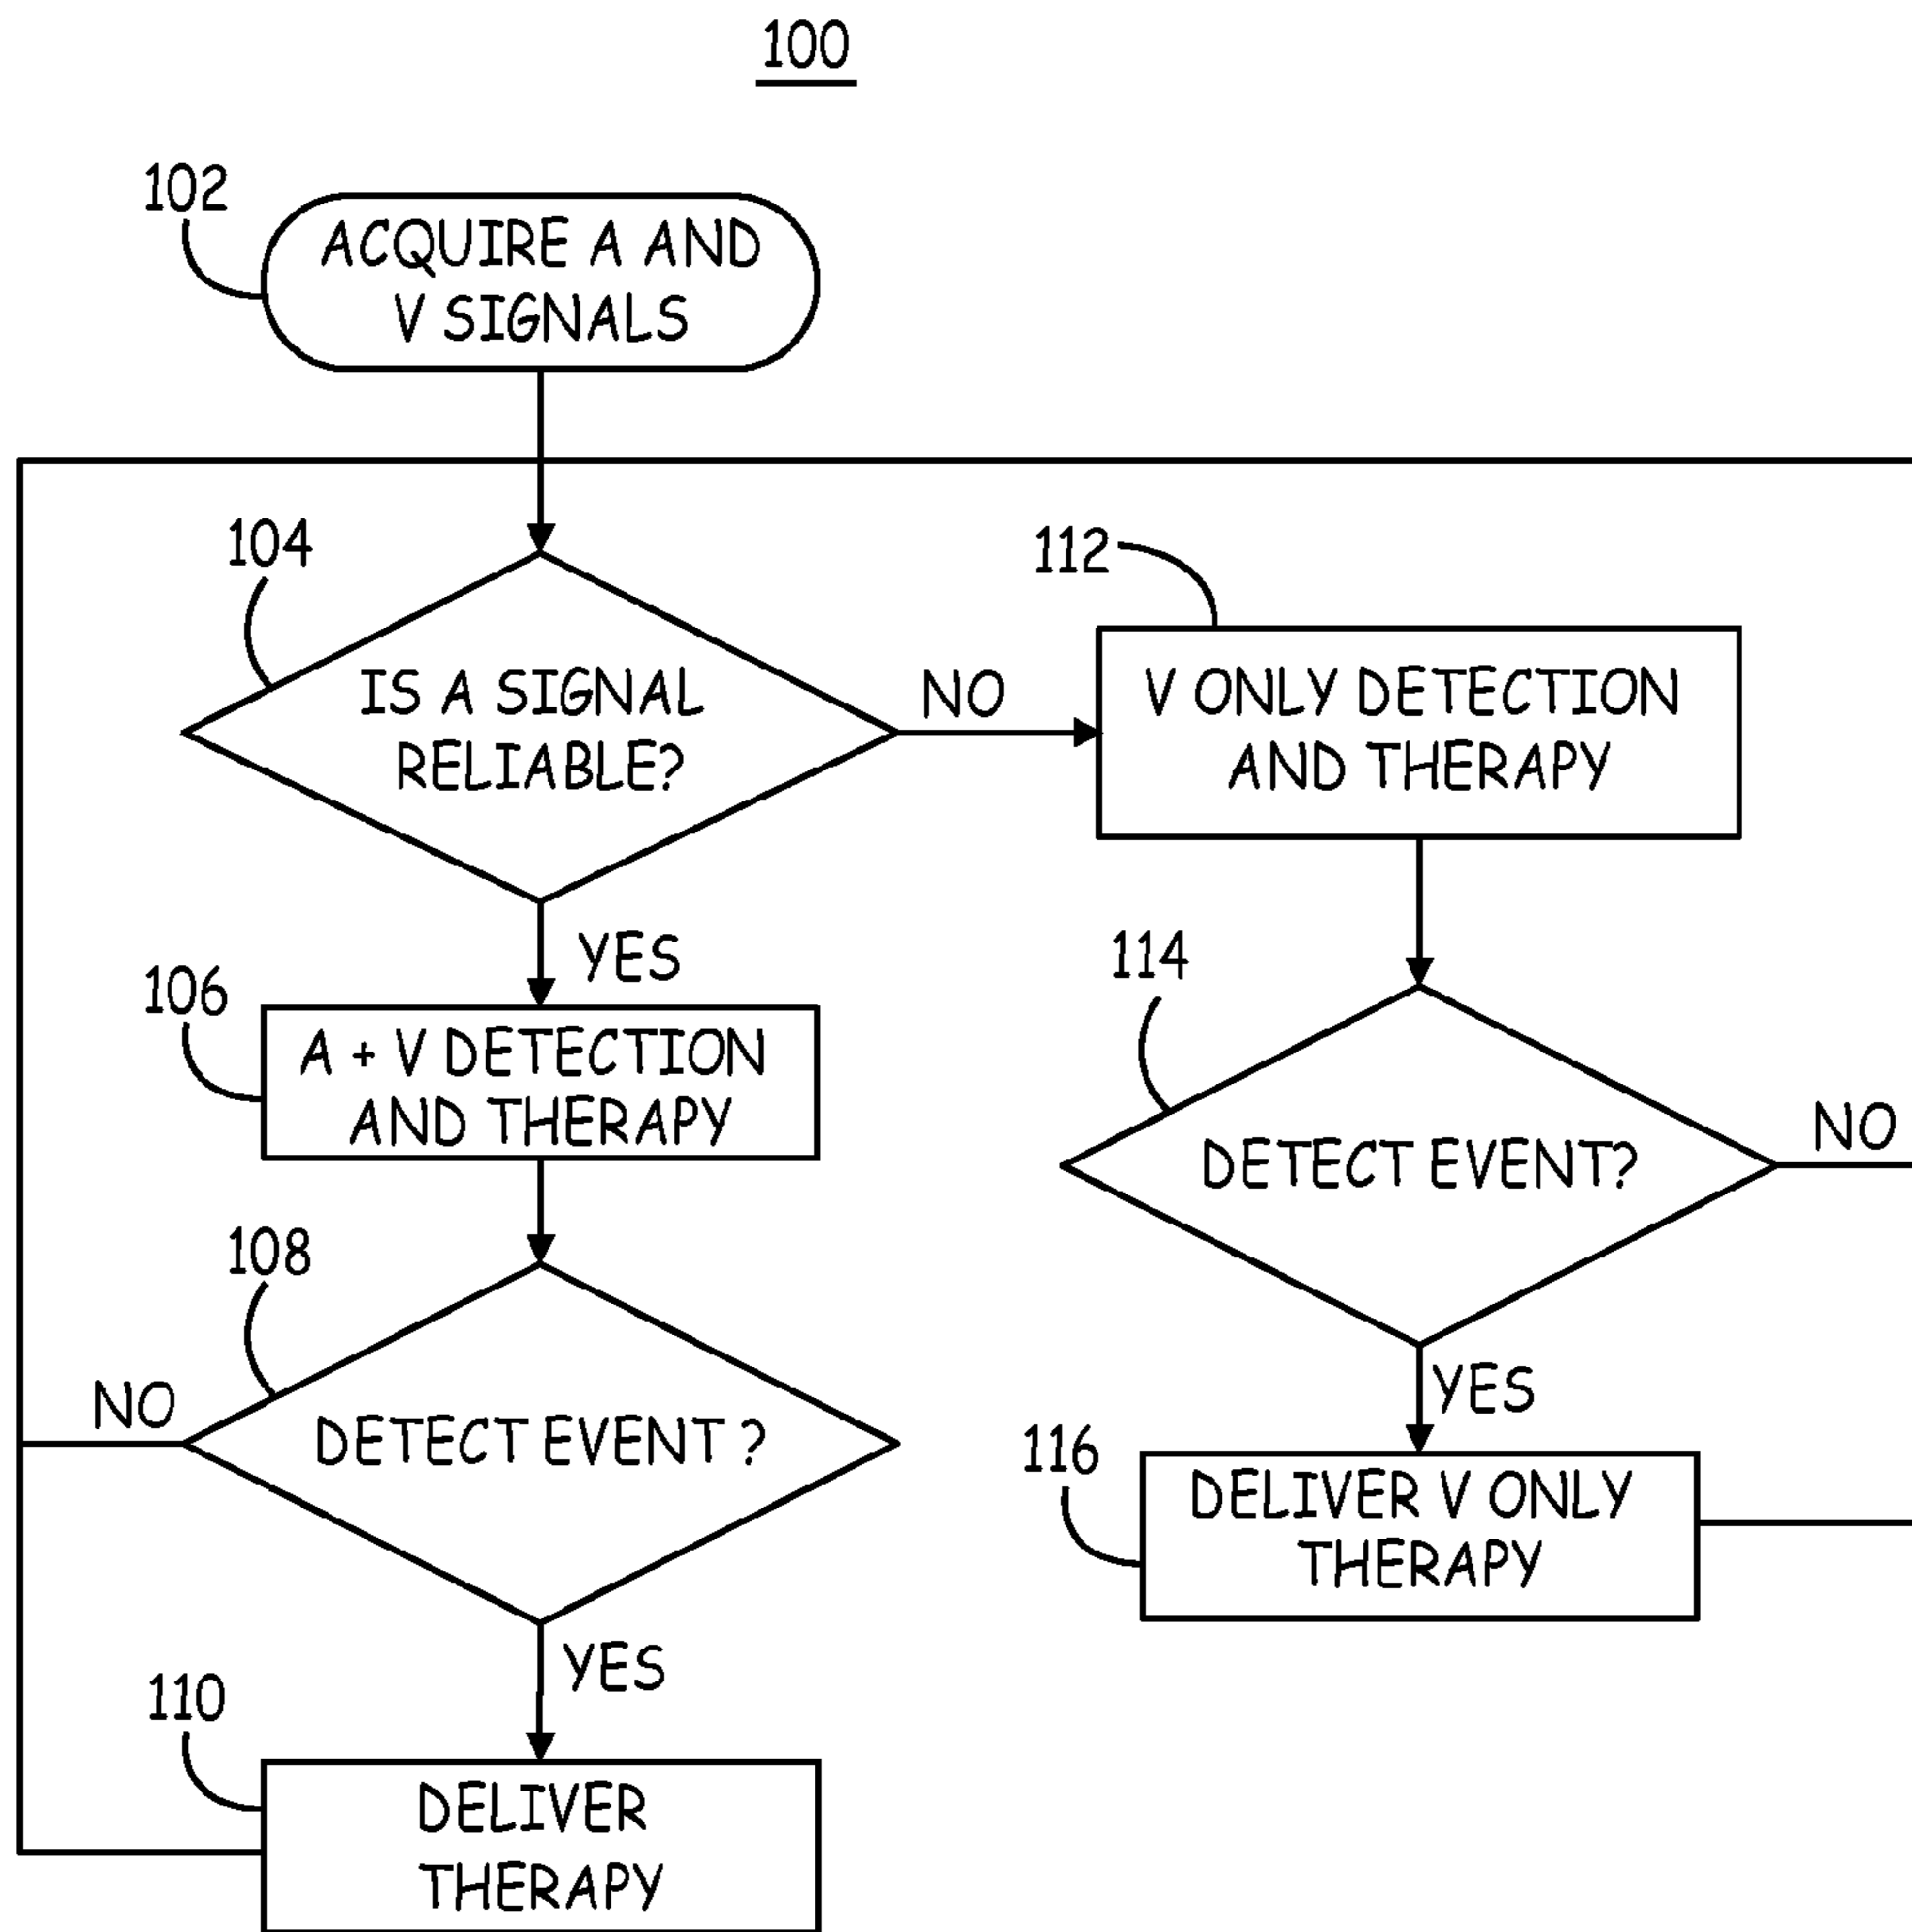 100
102
ACQUIRE A AND
V SIGNALS
104
IS A SIGNAL
RELIABLE?
NO
112
V ONLY DETECTION
AND THERAPY
YES
106
A + V DETECTION
AND THERAPY
114
DETECT EVENT?
NO
108
DETECT EVENT ?
NO
YES
116
DELIVER V ONLY
THERAPY
YES
110
DELIVER
THERAPY